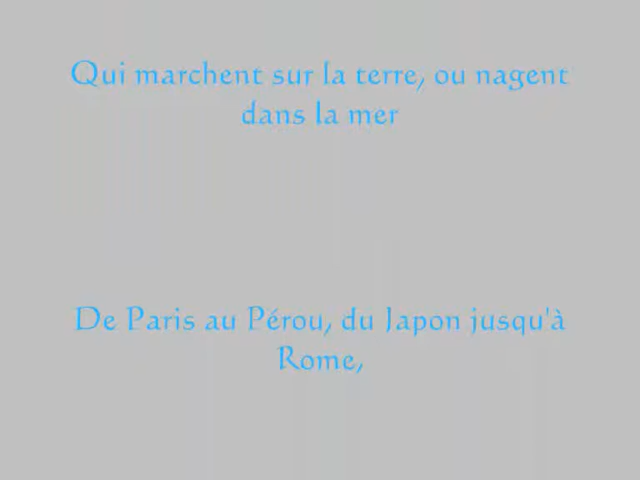 Qui marchent sur la terre, ou nagent
dans la mer
De Paris au Pérou, du Japon jusqu'à
Rome,